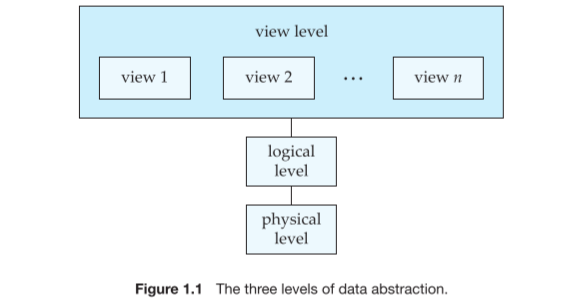 view level
view 1 view 2 ... view n
logical
level
physical
level
Figure 1.1 The three levels of data abstraction.